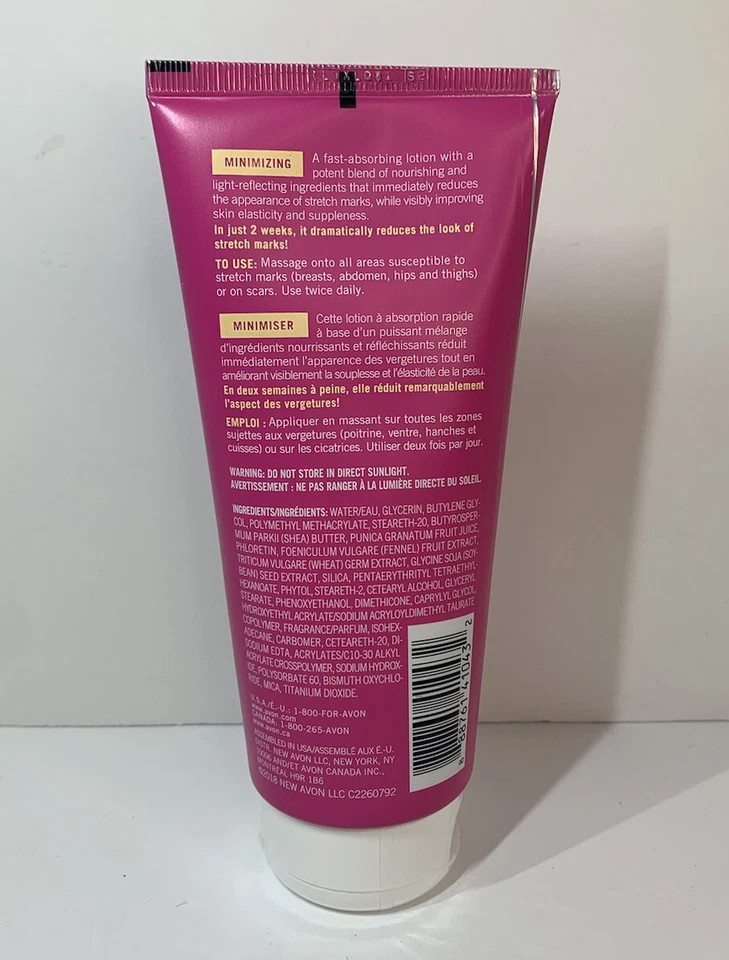 MINIMIZING A fast-absorbing lotion with a
potent blend of nourishing and
light-reflecting ingredients that immediately reduces
the appearance of stretch marks, while visibly improving
skin elasticity and suppleness.
In just 2 weeks, it dramatically reduces the look of
stretch marks!
TO USE: Massage onto all areas susceptible to
stretch marks (breasts, abdomen, hips and thighs)
or on scars. Use twice daily.
MINIMISER Cette lotion à absorption rapide
à base d'un puissant mélange
d'ingrédients nourrissants et réfléchissants réduit
immédiatement l'apparence des vergetures tout en
améliorant visiblement la souplesse et l'élasticité de la peau.
En deux semaines à peine, elle réduit remarquablement
l'aspect des vergetures!
EMPLOI : Appliquer en massant sur toutes les zones
sujettes aux vergetures (poitrine, ventre, hanches et
cuisses) ou sur les cicatrices. Utiliser deux fois par jour.
WARNING: DO NOT STORE IN DIRECT SUNLIGHT.
AVERTISSEMENT : NE PAS RANGER À LA LUMIÈRE DIRECTE DU SOLEIL.
INGREDIENTS/INGRÉDIENTS: WATER/EAU, GLYCERIN, BUTYLENE GLY-
COL, POLYMETHYL METHACRYLATE, STEARETH-20, BUTYROSPER-
MUM PARKII (SHEA) BUTTER, PUNICA GRANATUM FRUIT JUICE,
PHLORETIN, FOENICULUM VULGARE (FENNEL) FRUIT EXTRACT,
TRITICUM VULGARE (WHEAT) GERM EXTRACT, GLYCINE SOJA (SOY-
BEAN) SEED EXTRACT, SILICA, PENTAERYTHRITYL TETRAETHYL-
HEXANOATE, PHYTOL, STEARETH-2, CETEARYL ALCOHOL, GLYCERYL
STEARATE, PHENOXYETHANOL, DIMETHICONE, CAPRYLYL GLYCOL,
HYDROXYETHYL ACRYLATE/SODIUM ACRYLOYLDIMETHYL TAURATE
COPOLYMER, FRAGRANCE/PARFUM, ISOHEX-
ADECANE, CARBOMER, CETEARETH-20, DI-
SODIUM EDTA, ACRYLATES/C10-30 ALKYL
ACRYLATE CROSSPOLYMER, SODIUM HYDROX-
IDE, POLYSORBATE 60, BISMUTH OXYCHLO-
RIDE, MICA, TITANIUM DIOXIDE.
U.S.A./É.-U.: 1-800-FOR-AVON
www.avon.com
CANADA: 1-800-265-AVON
www.avon.ca
ASSEMBLED IN USA/ASSEMBLÉ AUX É.-U.
DISTR. NEW AVON LLC, NEW YORK, NY
10006 AND/ET AVON CANADA INC.,
MONTRÉAL H9R 1B6
©2018 NEW AVON LLC C2260792
8 68761 41043 2